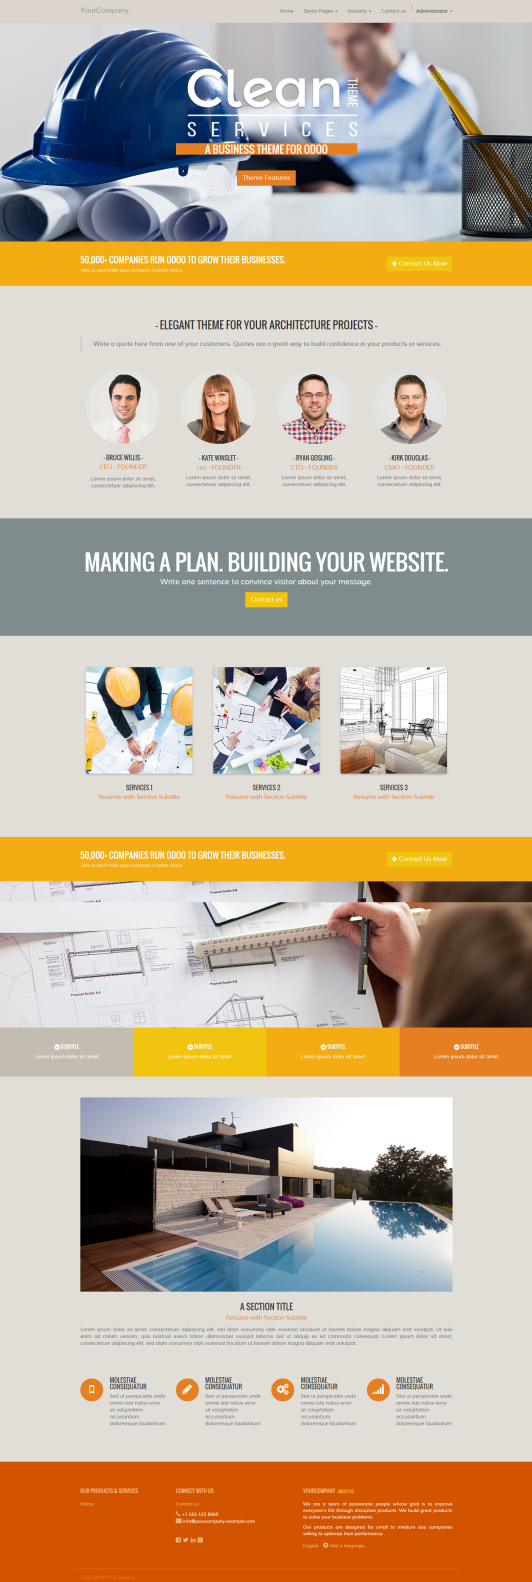 YourCompany
Home Demo Pages Variants Contact us Administrator
Clean
THEME
SERVICES
A BUSINESS THEME FOR ODOO
Theme Features
50,000+ COMPANIES RUN ODOO TO GROW THEIR BUSINESSES.
Join us and make your company a better place.
Contact Us Now
- ELEGANT THEME FOR YOUR ARCHITECTURE PROJECTS -
Write a quote here from one of your customers. Quotes are a great way to build confidence in your products or services.
- BRUCE WILLIS -
CEO - FOUNDER
Lorem ipsum dolor sit amet,
consectetuer adipiscing elit.
- KATE WINSLET -
CSO - FOUNDER
Lorem ipsum dolor sit amet,
consectetuer adipiscing elit.
- RYAN GOSLING -
CTO - FOUNDER
Lorem ipsum dolor sit amet,
consectetuer adipiscing elit.
- KIRK DOUGLAS -
CMO - FOUNDER
Lorem ipsum dolor sit amet,
consectetuer adipiscing elit.
MAKING A PLAN. BUILDING YOUR WEBSITE.
Write one sentence to convince visitor about your message.
Contact us
SERVICES 1
Resume with Section Subtitle
SERVICES 2
Resume with Section Subtitle
SERVICES 3
Resume with Section Subtitle
50,000+ COMPANIES RUN ODOO TO GROW THEIR BUSINESSES.
Join us and make your company a better place.
Contact Us Now
SUBTITLE
Lorem ipsum dolor sit amet
SUBTITLE
Lorem ipsum dolor sit amet
SUBTITLE
Lorem ipsum dolor sit amet
SUBTITLE
Lorem ipsum dolor sit amet
A SECTION TITLE
Resume with Section Subtitle
Lorem ipsum dolor sit amet, consectetuer adipiscing elit, sed diam nonummy nibh euismod tincidunt ut laoreet dolore magna aliquam erat volutpat. Ut wisi
enim ad minim veniam, quis nostrud exerci tation ullamcorper suscipit lobortis nisl ut aliquip ex ea commodo consequat. Lorem ipsum dolor sit amet,
consectetuer adipiscing elit, sed diam nonummy nibh euismod tincidunt ut laoreet dolore magna aliquam erat volutpat.
MOLESTIAE
CONSEQUATUR
Sed ut perspiciatis unde
omnis iste natus error
sit voluptatem
accusantium
doloremque laudantium
MOLESTIAE
CONSEQUATUR
Sed ut perspiciatis unde
omnis iste natus error
sit voluptatem
accusantium
doloremque laudantium
MOLESTIAE
CONSEQUATUR
Sed ut perspiciatis unde
omnis iste natus error
sit voluptatem
accusantium
doloremque laudantium
MOLESTIAE
CONSEQUATUR
Sed ut perspiciatis unde
omnis iste natus error
sit voluptatem
accusantium
doloremque laudantium
OUR PRODUCTS & SERVICES
Home
CONNECT WITH US
Contact us
+1 555 123 8069
info@yourcompany.example.com
YOURCOMPANY ABOUT US
We are a team of passionate people whose goal is to improve
everyone's life through disruptive products. We build great products
to solve your business problems.
Our products are designed for small to medium size companies
willing to optimize their performance.
English Add a language...
Copyright © YourCompany